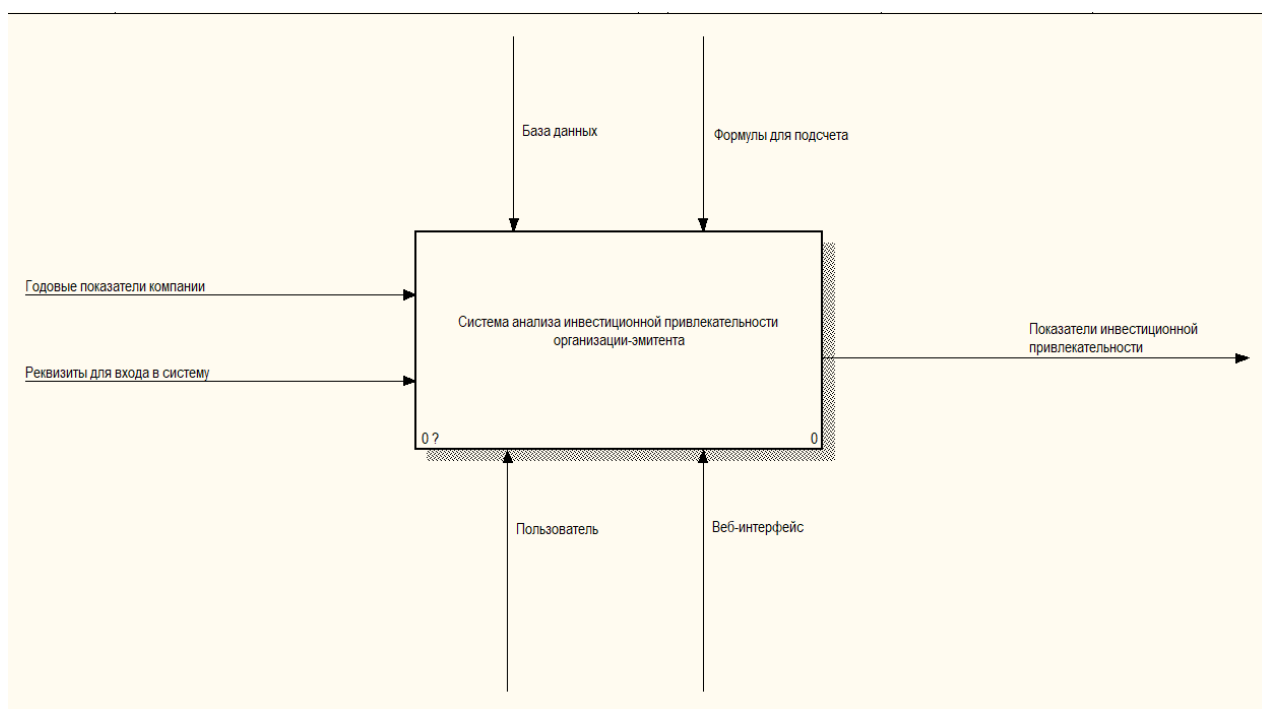 База данных
Формулы для подсчета
Годовые показатели компании
Система анализа инвестиционной привлекательности
организации-эмитента
Показатели инвестиционной
привлекательности
Реквизиты для входа в систему
0 ?
0
Пользователь
Веб-интерфейс